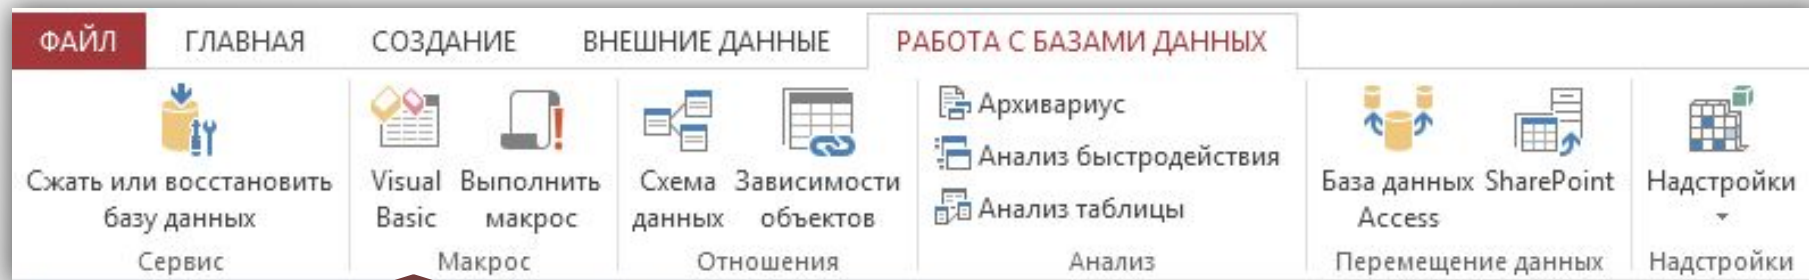 ФАЙЛ ГЛАВНАЯ СОЗДАНИЕ ВНЕШНИЕ ДАННЫЕ РАБОТА С БАЗАМИ ДАННЫХ
Сжать или восстановить
базу данных
Сервис
Visual
Basic
Выполнить
макрос
Макрос
Схема
данных
Зависимости
объектов
Отношения
Архивариус
Анализ быстродействия
Анализ таблицы
Анализ
База данных
Access
SharePoint
Перемещение данных
Надстройки
Надстройки